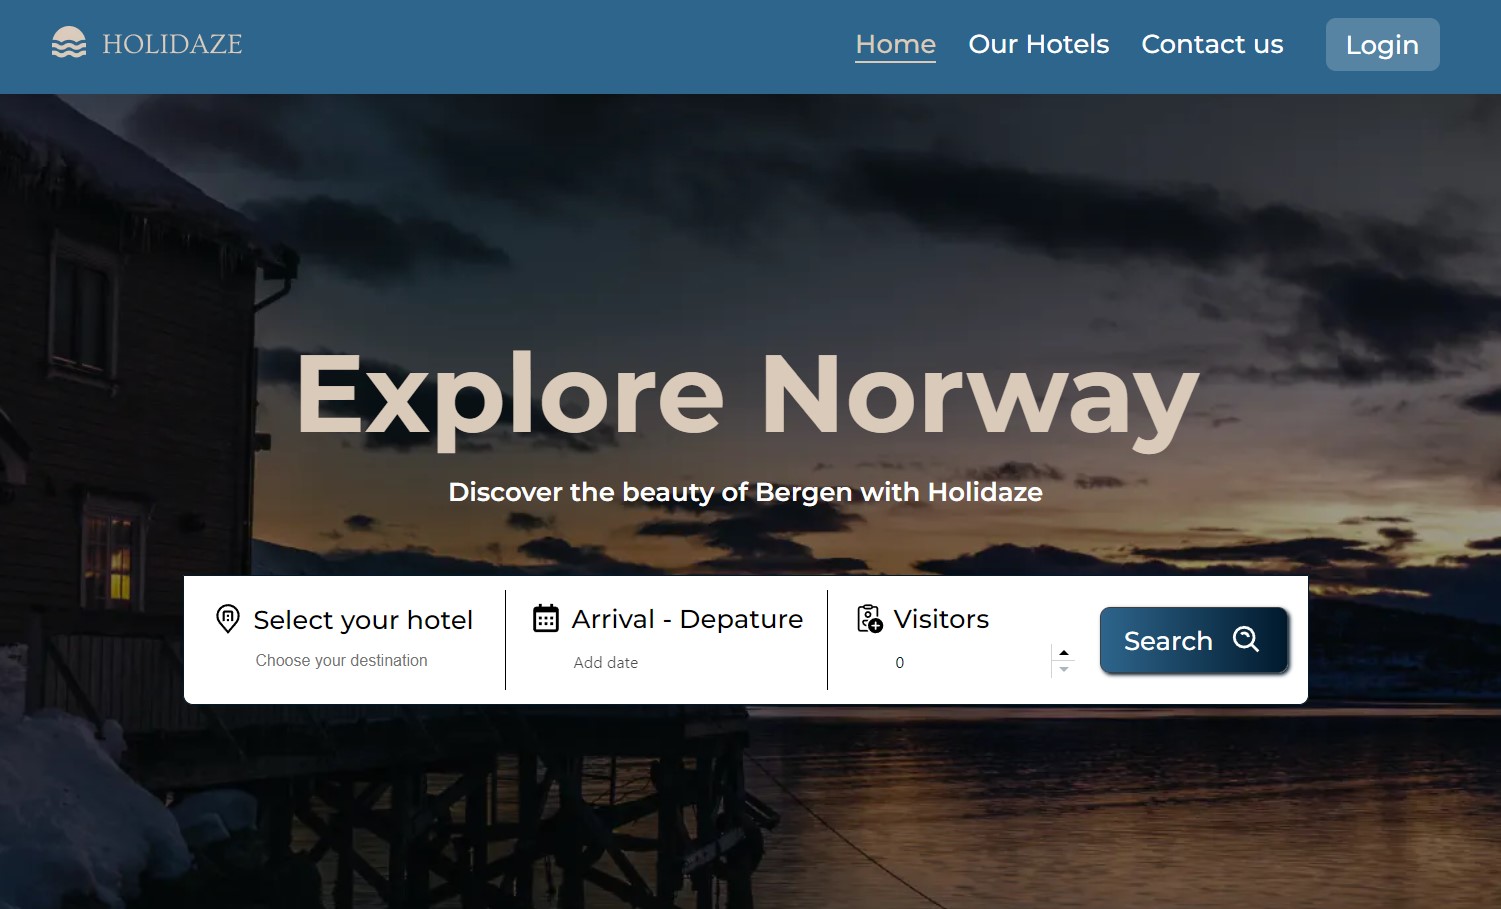 HOLIDAZE
Home Our Hotels Contact us Login
Explore Norway
Discover the beauty of Bergen with Holidaze
Select your hotel Arrival - Depature Visitors
Choose your destination Add date 0
Search